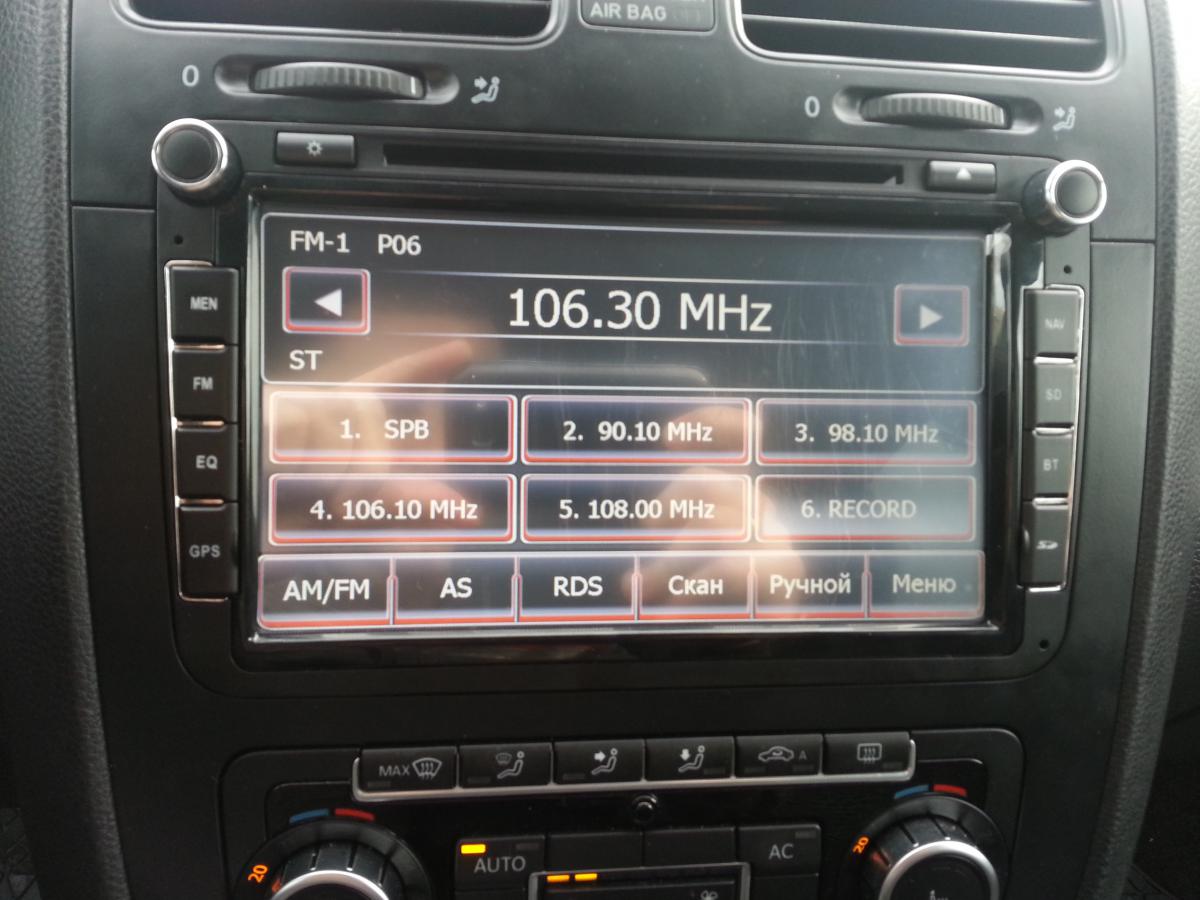 AIR BAG
0
0
FM-1 P06
106.30 MHz
ST
1. SPB
2. 90.10 MHz
3. 98.10 MHz
4. 106.10 MHz
5. 108.00 MHz
6. RECORD
AM/FM
AS
RDS
Скан
Ручной
Меню
MEN
FM
EQ
GPS
NAV
SD
BT
MAX
A
20
AUTO
AC
20